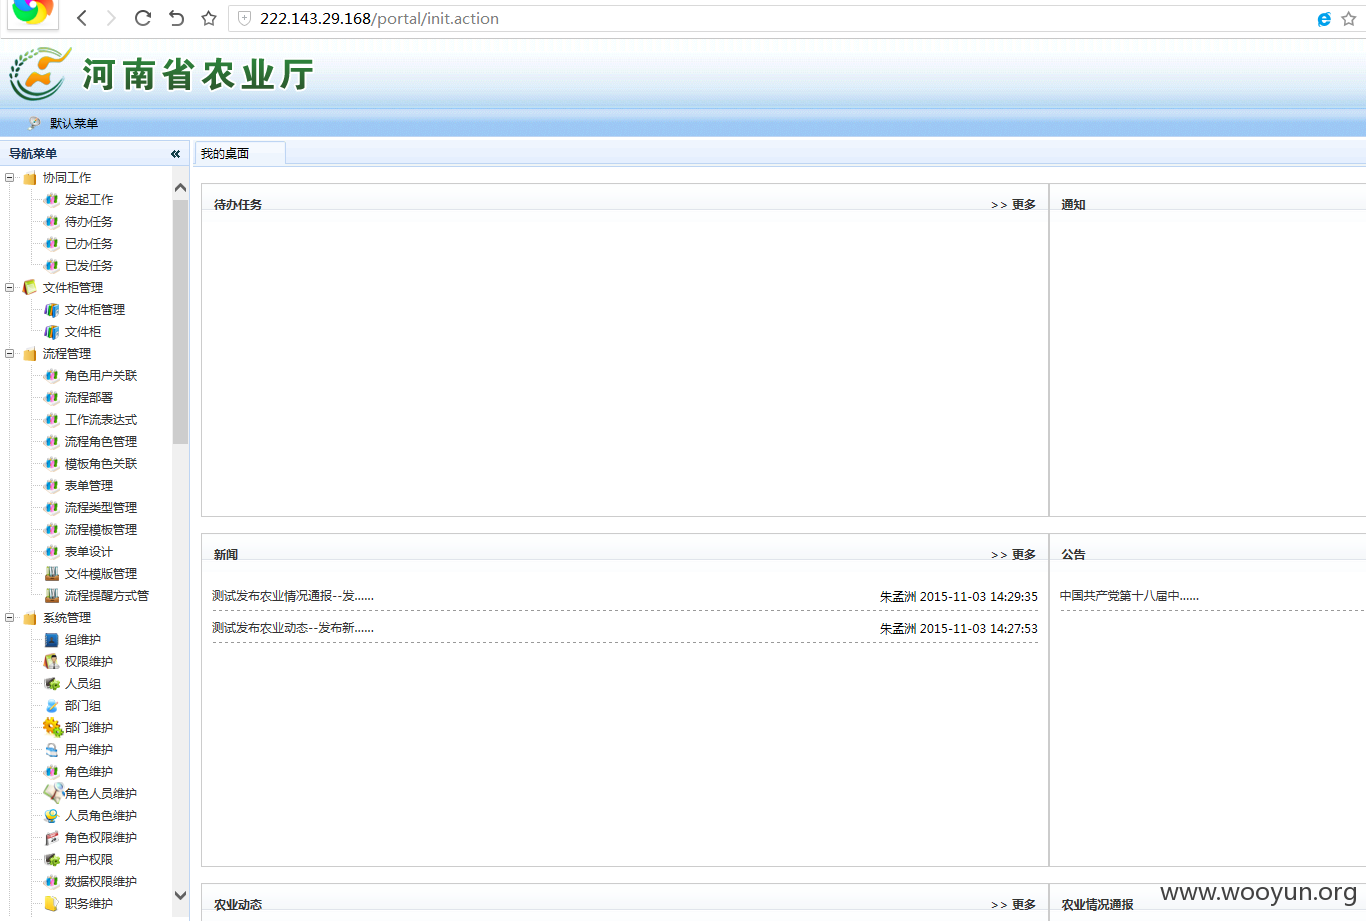 222.143.29.168/portal/init.action
河南省农业厅
默认菜单
导航菜单
我的桌面
协同工作
发起工作
待办任务
已办任务
已发任务
文件柜管理
文件柜管理
文件柜
流程管理
角色用户关联
流程部署
工作流表达式
流程角色管理
模板角色关联
表单管理
流程类型管理
流程模板管理
表单设计
文件模版管理
流程提醒方式管
系统管理
组维护
权限维护
人员组
部门组
部门维护
用户维护
角色维护
角色人员维护
人员角色维护
角色权限维护
用户权限
数据权限维护
职务维护
待办任务 >> 更多
通知
新闻 >> 更多
测试发布农业情况通报--发...... 朱孟洲 2015-11-03 14:29:35
测试发布农业动态--发布新...... 朱孟洲 2015-11-03 14:27:53
公告
中国共产党第十八届中......
农业动态 >> 更多
农业情况通报
www.wooyun.org